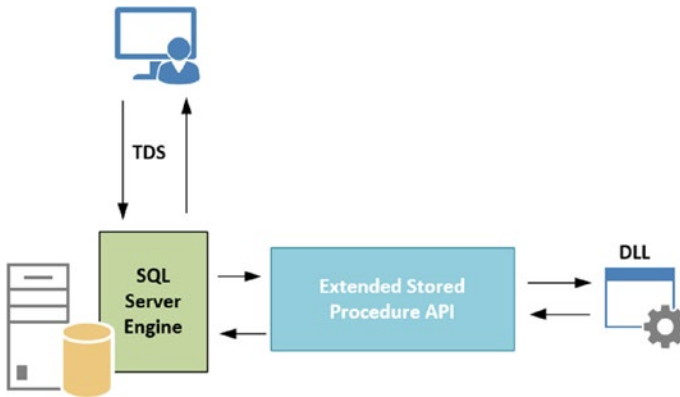 TDS
SQL
Server
Engine
Extended Stored
Procedure API
DLL